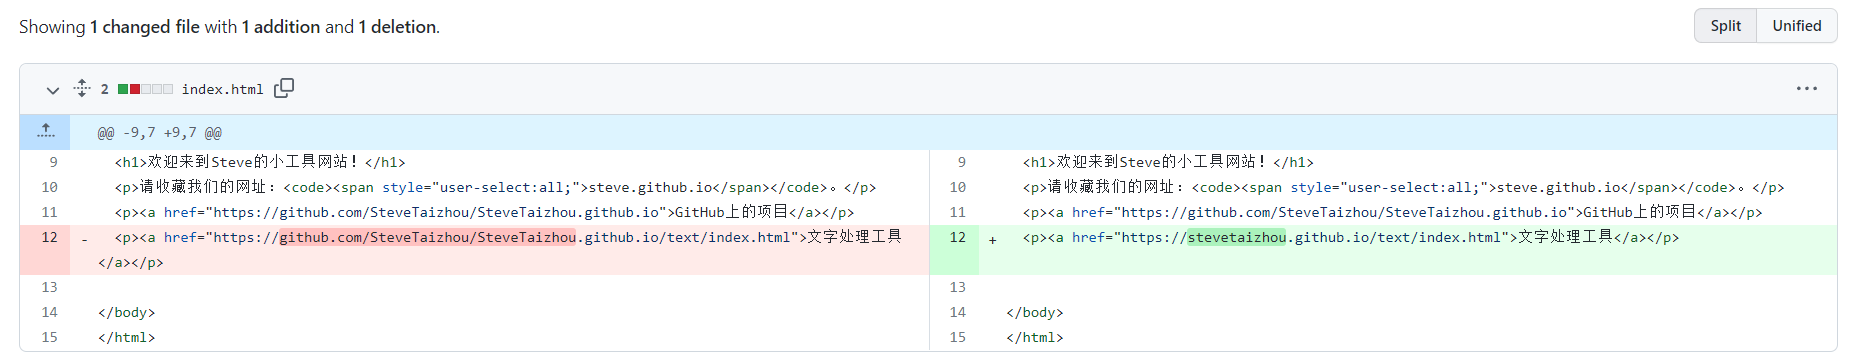 Showing 1 changed file with 1 addition and 1 deletion.
Split Unified
2 index.html
@@ -9,7 +9,7 @@
9 <h1>欢迎来到Steve的小工具网站！</h1>
10 <p>请收藏我们的网址：<code><span style="user-select:all;">steve.github.io</span></code>。</p>
11 <p><a href="https://github.com/SteveTaizhou/SteveTaizhou.github.io">GitHub上的项目</a></p>
12 - <p><a href="https://github.com/SteveTaizhou/SteveTaizhou.github.io/text/index.html">文字处理工具
</a></p>
13
14 </body>
15 </html>
9 <h1>欢迎来到Steve的小工具网站！</h1>
10 <p>请收藏我们的网址：<code><span style="user-select:all;">steve.github.io</span></code>。</p>
11 <p><a href="https://github.com/SteveTaizhou/SteveTaizhou.github.io">GitHub上的项目</a></p>
12 + <p><a href="https://stevetaizhou.github.io/text/index.html">文字处理工具</a></p>
13
14 </body>
15 </html>